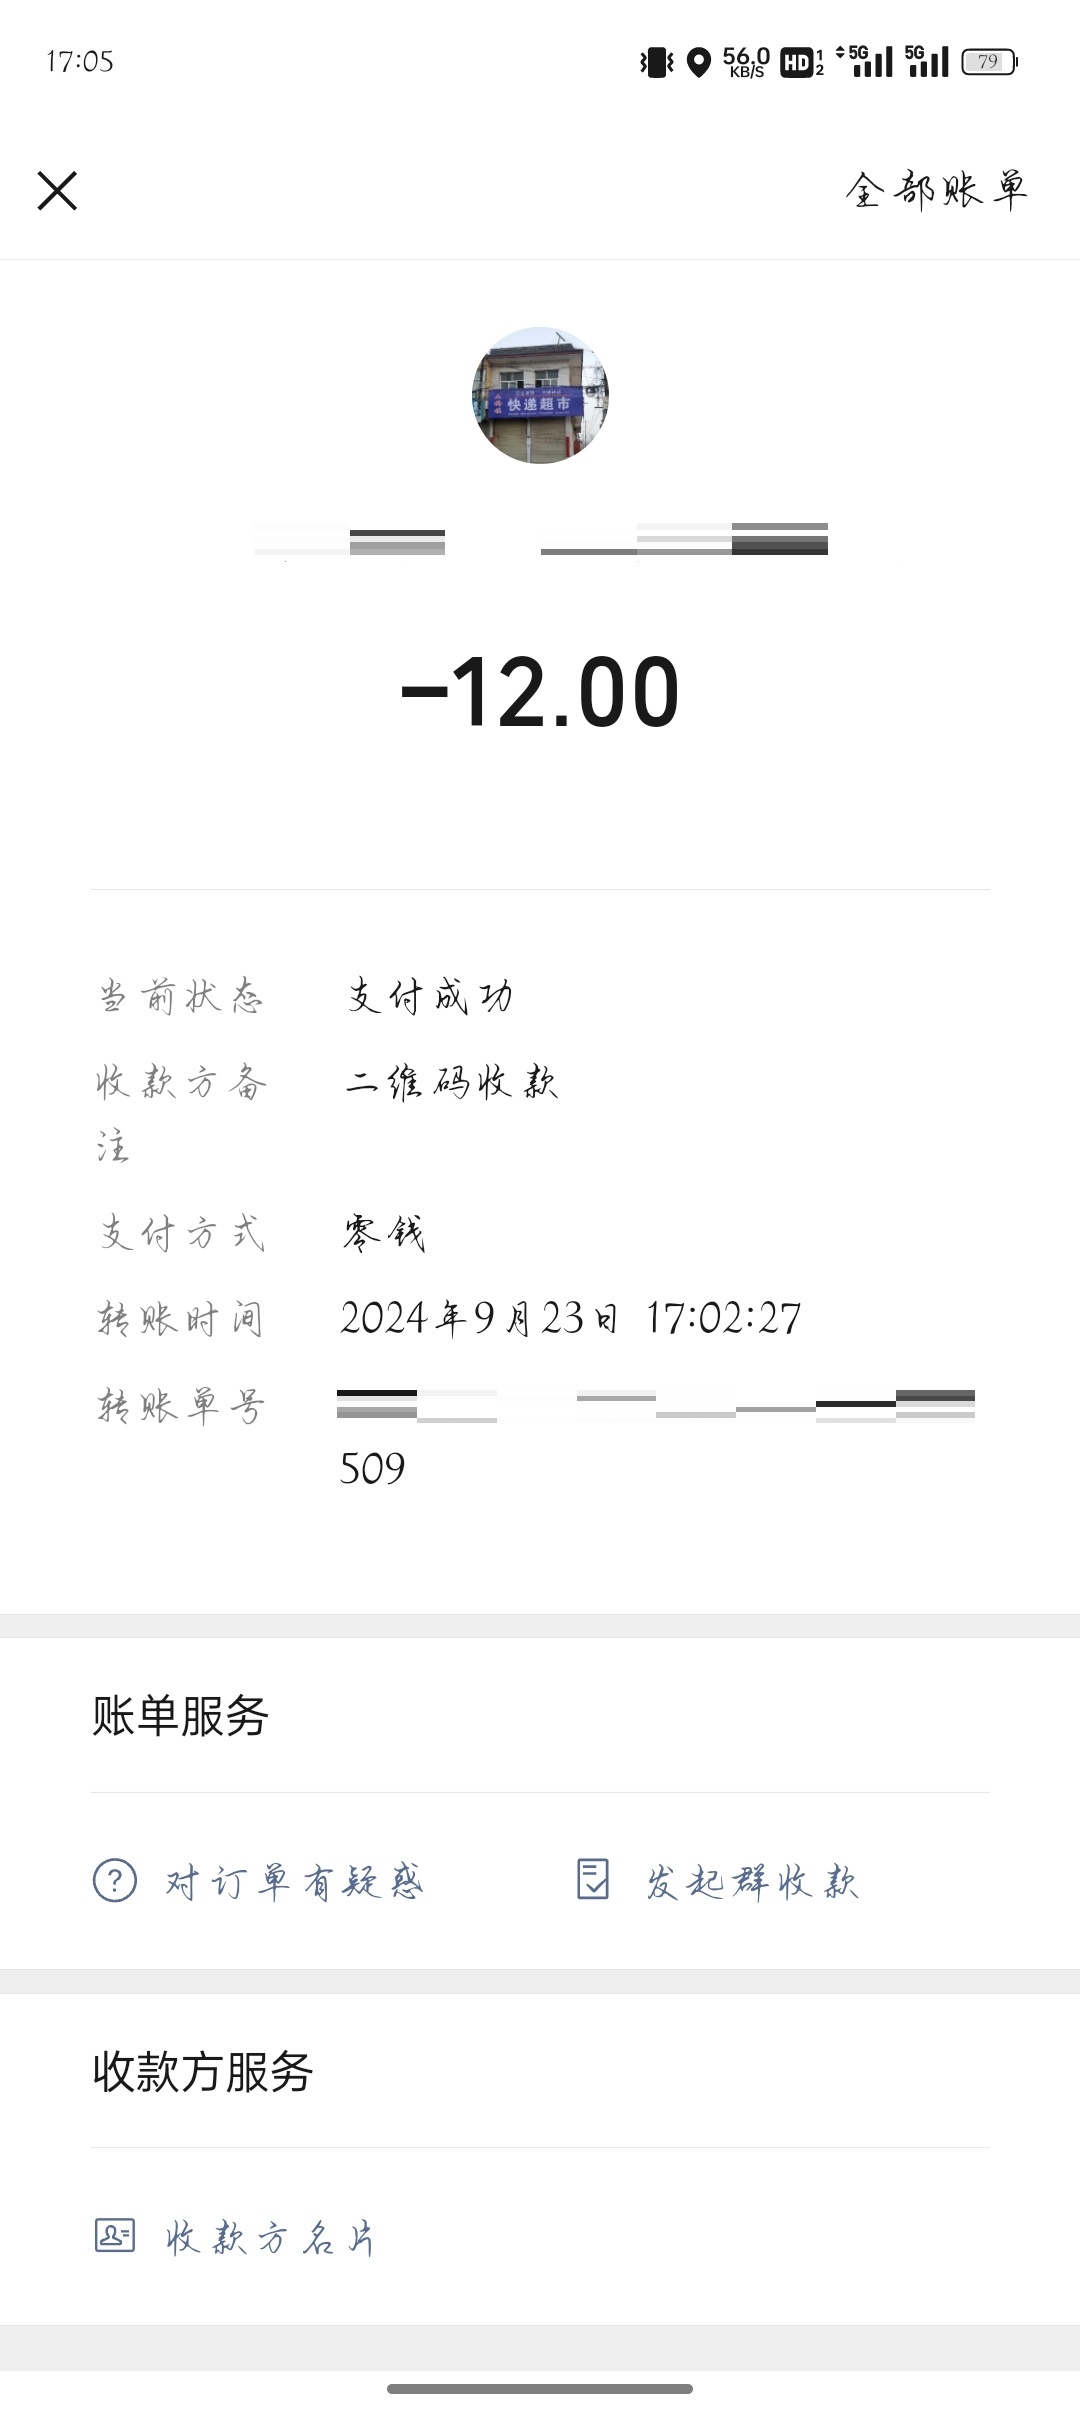 17:05
56.0
KB/S
HD
1
2
5G
5G
79
全部账单
快递超市
-12.00
当前状态 支付成功
收款方备 二维码收款
注
支付方式 零钱
转账时间 2024年9月23日 17:02:27
转账单号
509
账单服务
对订单有疑惑 发起群收款
收款方服务
收款方名片